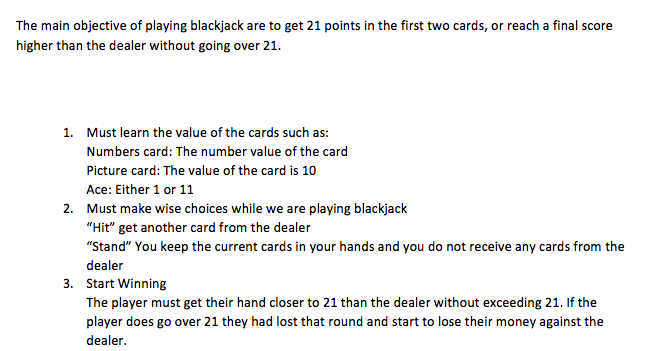 The main objective of playing blackjack are to get 21 points in the first two cards, or reach a final score
higher than the dealer without going over 21.
1. Must learn the value of the cards such as:
Numbers card: The number value of the card
Picture card: The value of the card is 10
Ace: Either 1 or 11
2. Must make wise choices while we are playing blackjack
“Hit” get another card from the dealer
“Stand” You keep the current cards in your hands and you do not receive any cards from the
dealer
3. Start Winning
The player must get their hand closer to 21 than the dealer without exceeding 21. If the
player does go over 21 they had lost that round and start to lose their money against the
dealer.